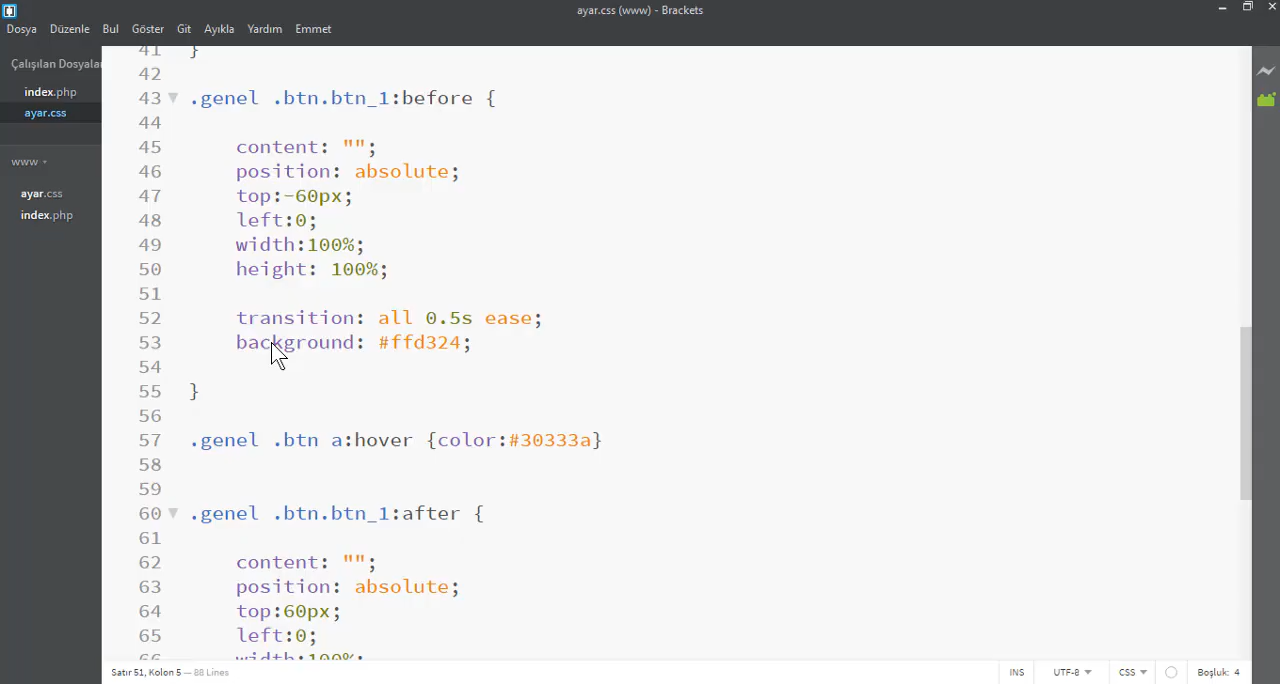 ayar.css (www) - Brackets
Dosya Düzenle Bul Göster Git Ayıkla Yardım Emmet
Çalışılan Dosyalar
index.php
ayar.css
www
ayar.css
index.php
41 }
42
43 .genel .btn.btn_1:before {
44
45 content: "";
46 position: absolute;
47 top:-60px;
48 left:0;
49 width:100%;
50 height: 100%;
51
52 transition: all 0.5s ease;
53 background: #ffd324;
54
55 }
56
57 .genel .btn a:hover {color:#30333a}
58
59
60 .genel .btn.btn_1:after {
61
62 content: "";
63 position: absolute;
64 top:60px;
65 left:0;
66 width:100%;
Satır 51, Kolon 5 — 88 Lines INS UTF-8 CSS Boşluk: 4